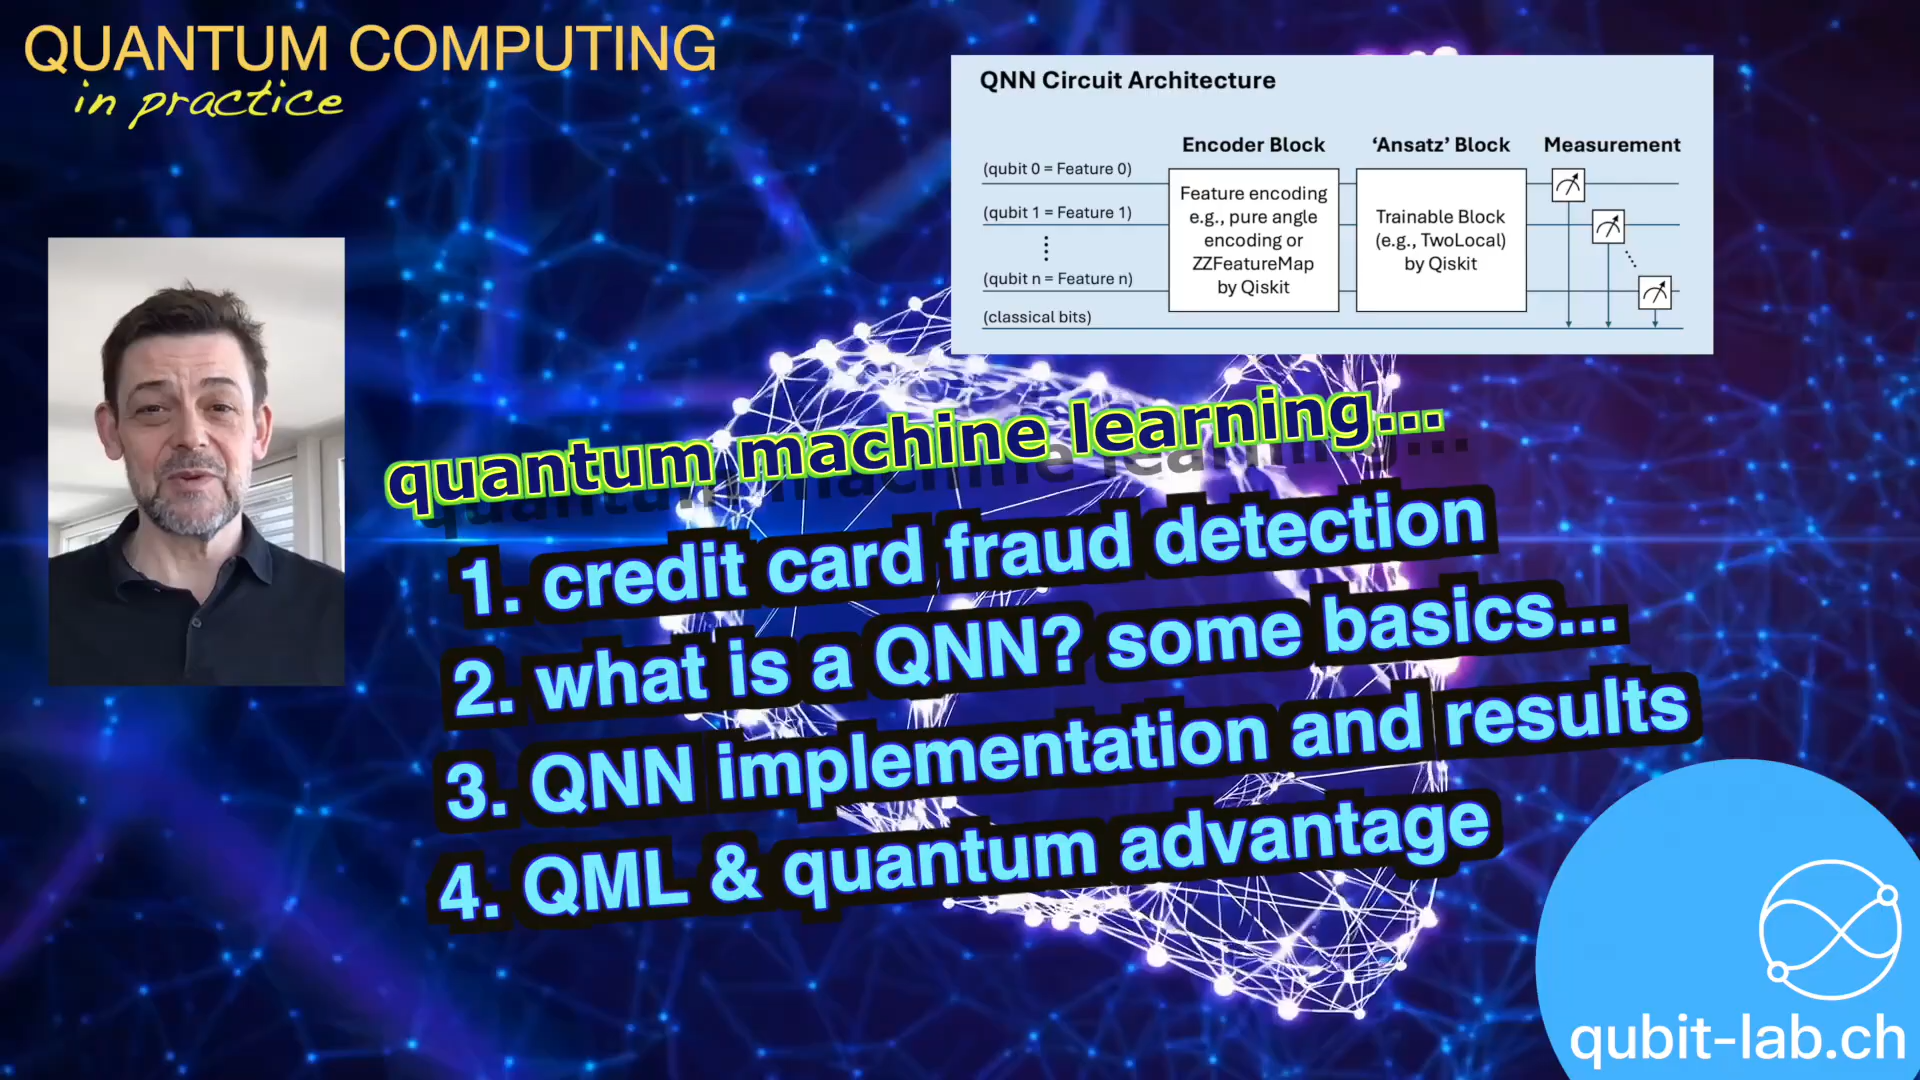 QUANTUM COMPUTING
in practice
QNN Circuit Architecture
Encoder Block
'Ansatz' Block
Measurement
(qubit 0 = Feature 0)
(qubit 1 = Feature 1)
(qubit n = Feature n)
(classical bits)
Feature encoding
e.g., pure angle
encoding or
ZZFeatureMap
by Qiskit
Trainable Block
(e.g., TwoLocal)
by Qiskit
quantum machine learning...
1. credit card fraud detection
2. what is a QNN? some basics...
3. QNN implementation and results
4. QML & quantum advantage
qubit-lab.ch